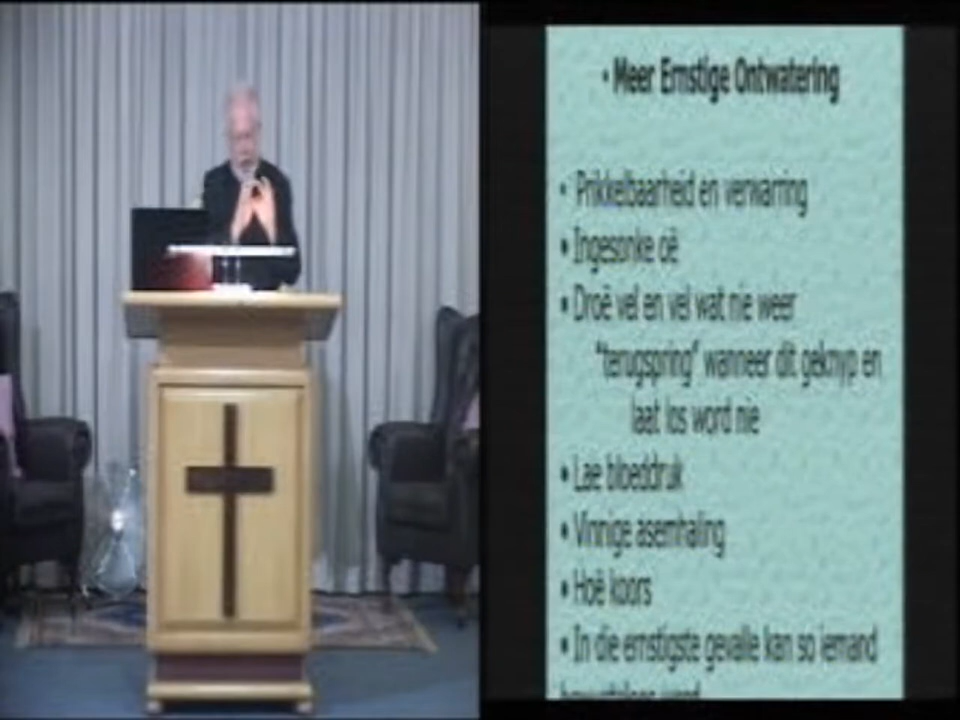 • Meer Ernstige Ontwatering
• Prikkelbaarheid en verwarring
• Ingesonke oë
• Droë vel en vel wat nie weer
"terugspring" wanneer dit geknyp en
laat los word nie
• Lae bloeddruk
• Vinnige asemhaling
• Hoë koors
• In die ernstigste gevalle kan so iemand